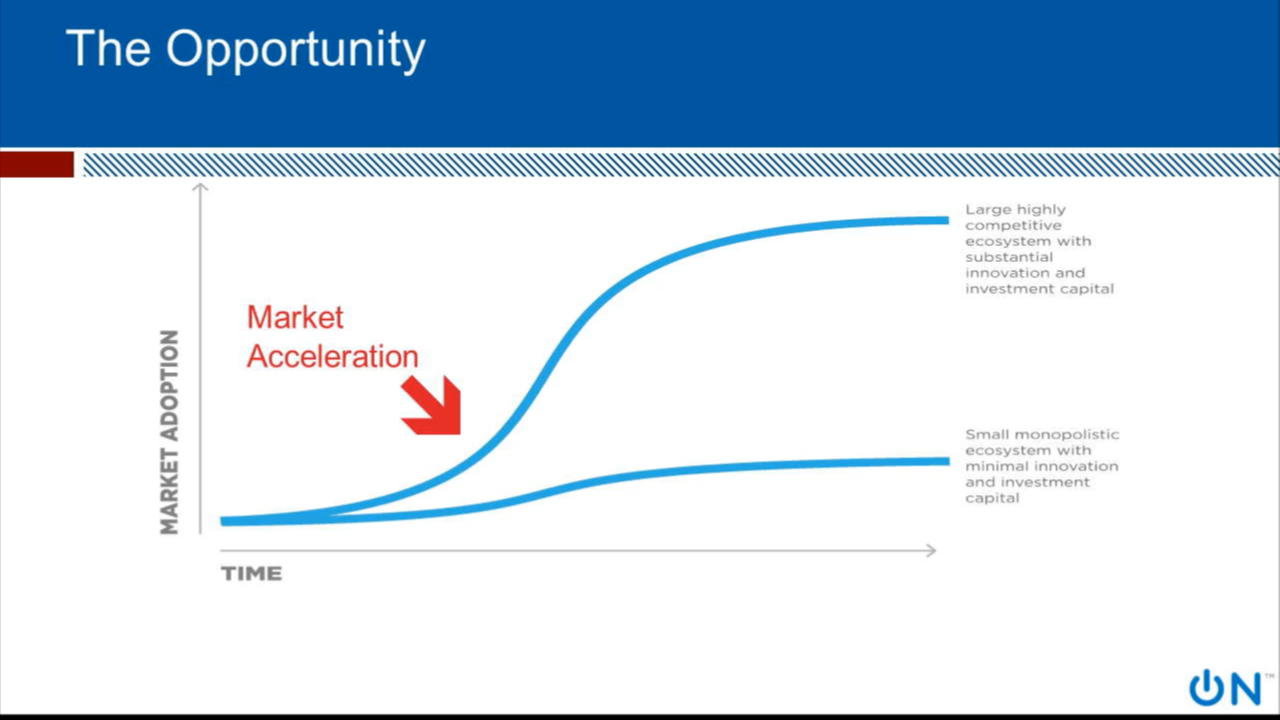 The Opportunity
Large highly
competitive
ecosystem with
substantial
innovation and
investment capital
Market
Acceleration
MARKET ADOPTION
Small monopolistic
ecosystem with
minimal innovation
and investment
capital
TIME
ON™